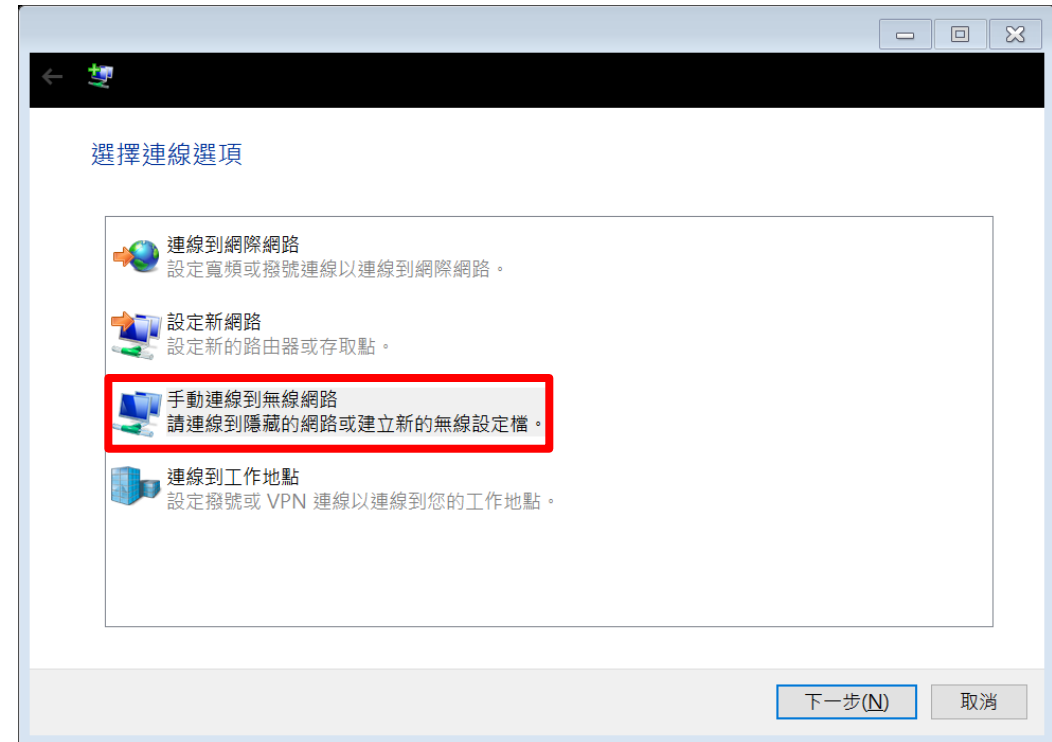 選擇連線選項
連線到網際網路
設定寬頻或撥號連線以連線到網際網路。
設定新網路
設定新的路由器或存取點。
手動連線到無線網路
請連線到隱藏的網路或建立新的無線設定檔。
連線到工作地點
設定撥號或 VPN 連線以連線到您的工作地點。
下一步(N) 取消